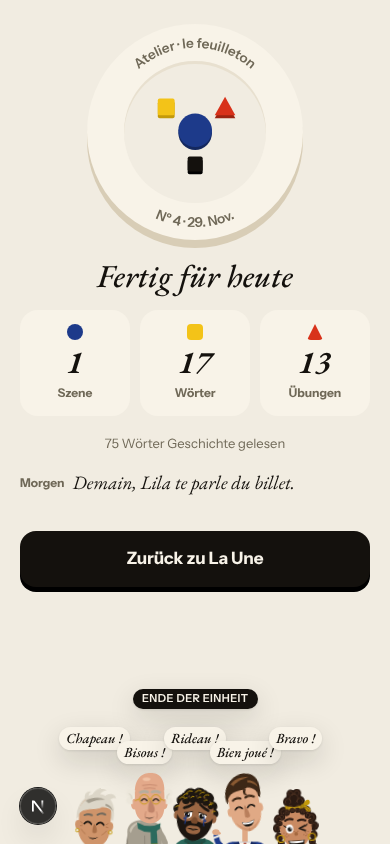 Atelier · le feuilleton
Nº 4 · 29. Nov.
Fertig für heute
1
Szene
17
Wörter
13
Übungen
75 Wörter Geschichte gelesen
Morgen Demain, Lila te parle du billet.
Zurück zu La Une
ENDE DER EINHEIT
Chapeau !
Rideau !
Bravo !
Bisous !
Bien joué !
N